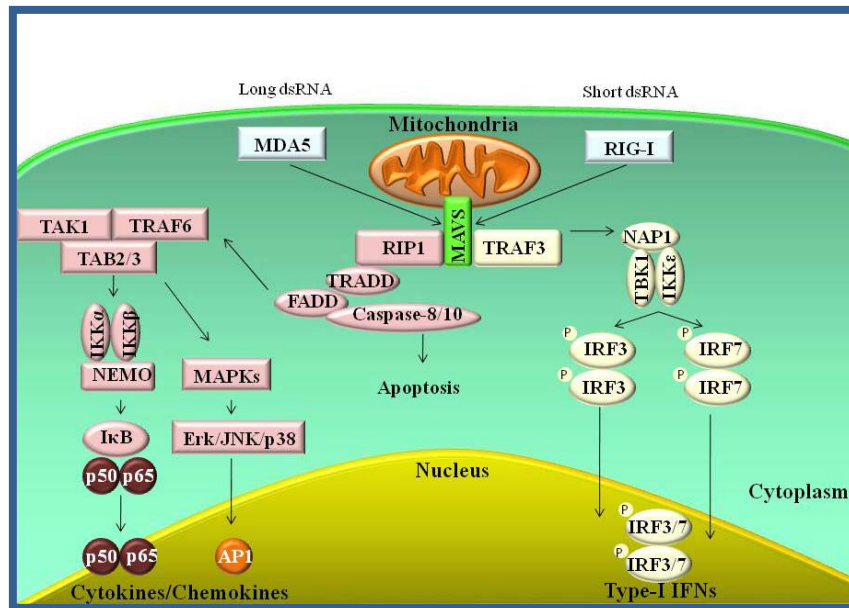 Long dsRNA
Short dsRNA
Mitochondria
MDA5
RIG-I
TAK1
TRAF6
TAB2/3
RIP1
MAVS
TRAF3
NAP1
TBK1
IKKε
TRADD
FADD
Caspase-8/10
IKKα
IKKβ
NEMO
MAPKs
Apoptosis
P
IRF3
P
IRF3
P
IRF7
P
IRF7
IκB
p50
p65
Erk/JNK/p38
Nucleus
Cytoplasm
p50
p65
AP1
P
IRF3/7
P
IRF3/7
Cytokines/Chemokines
Type-I IFNs